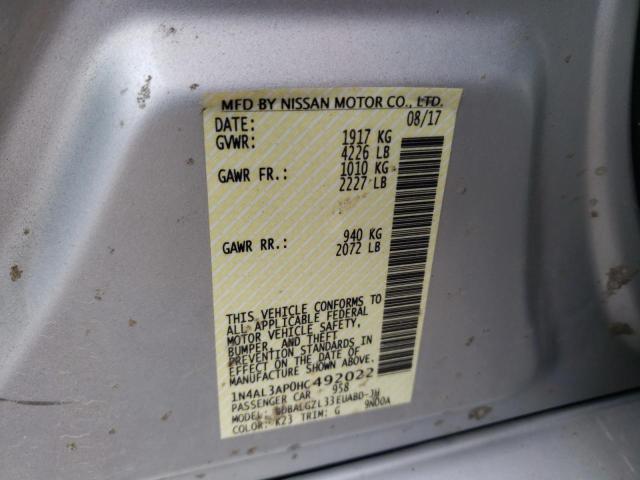 MFD BY NISSAN MOTOR CO., LTD.
DATE: 08/17
GVWR: 1917 KG
4226 LB
GAWR FR.: 1010 KG
2227 LB
GAWR RR.: 940 KG
2072 LB
THIS VEHICLE CONFORMS TO
ALL APPLICABLE FEDERAL
MOTOR VEHICLE SAFETY,
BUMPER, AND THEFT
PREVENTION STANDARDS IN
EFFECT ON THE DATE OF
MANUFACTURE SHOWN ABOVE.
1N4AL3AP0HC492022
PASSENGER CAR 958
COLOR: K23 TRIM: G 9N00A